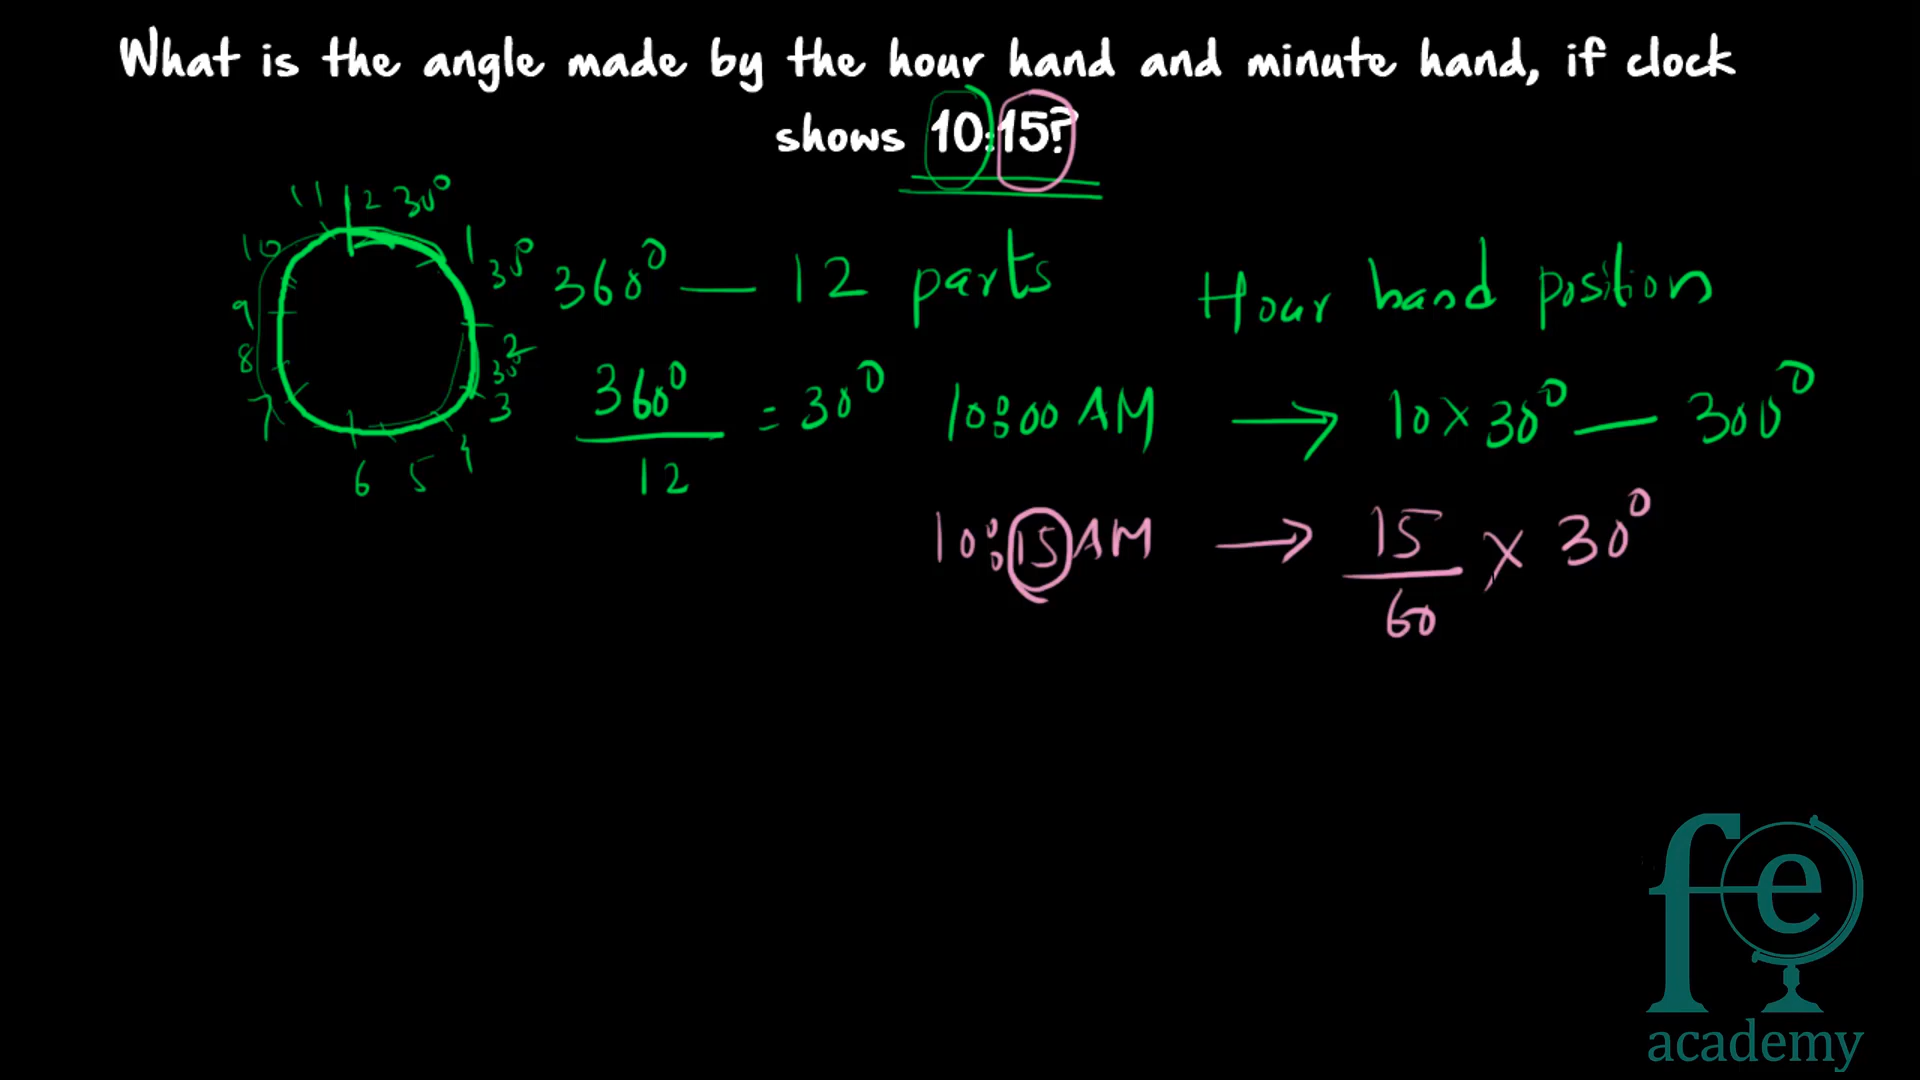 What is the angle made by the hour hand and minute hand, if clock
shows 10:15?
11 12 30°
10 1 30°
9 2 30°
8 3
7 6 5 4
360° — 12 parts
360° / 12 = 30°
Hour hand position
10:00 AM → 10 × 30° — 300°
10:15 AM → 15/60 × 30°
fe
academy